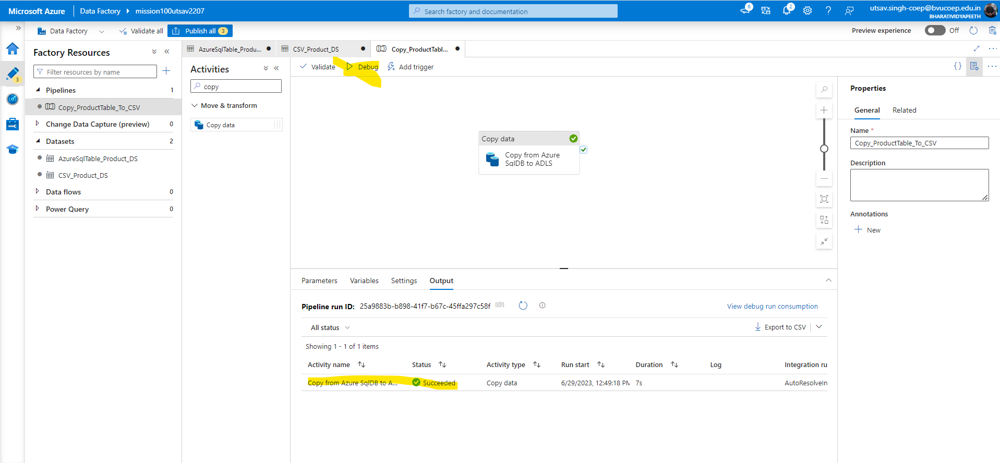 Microsoft Azure
Data Factory
mission100utsav2207
Search factory and documentation
6
2
utsav.singh-coep@bvucoep.edu.in
BHARATIVIDYAPEETH
»
Data Factory
Validate all
Publish all 3
Preview experience
Off
Factory Resources
Filter resources by name
3
Pipelines 1
Copy_ProductTable_To_CSV
Change Data Capture (preview) 0
Datasets 2
AzureSqlTable_Product_DS
CSV_Product_DS
Data flows 0
Power Query 0
AzureSqlTable_Produ...
CSV_Product_DS
Copy_ProductTabl...
Activities
copy
Move & transform
Copy data
Validate
Debug
Add trigger
{}
Copy data
Copy from Azure
SqlDB to ADLS
Properties
General
Related
Name *
Copy_ProductTable_To_CSV
Description
Annotations
New
Parameters
Variables
Settings
Output
Pipeline run ID: 25a9883b-b898-41f7-b67c-45ffa297c58f [@]
View debug run consumption
All status
Export to CSV
Showing 1 - 1 of 1 items
Activity name
Status
Activity type
Run start
Duration
Log
Integration ru
Copy from Azure SqlDB to A...
Succeeded
Copy data
6/29/2023, 12:49:18 PM
7s
AutoResolveIn